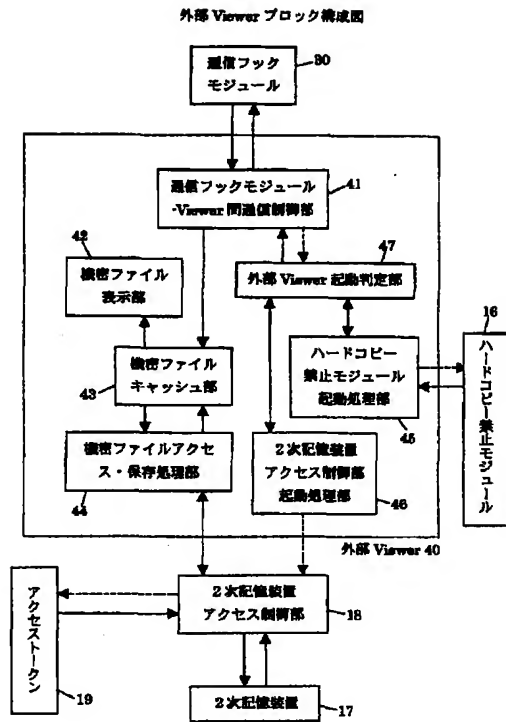 外部 Viewer ブロック構成図
30
通信フック
モジュール
通信フックモジュール
-Viewer 間通信制御部
41
42
機密ファイル
表示部
47
外部 Viewer 起動判定部
16
ハードコピー禁止モジュール
機密ファイル
キャッシュ部
43
ハードコピー
禁止モジュール
起動処理部
45
機密ファイルアクセ
ス・保存処理部
44
2次記憶装置
アクセス制御部
起動処理部
46
外部 Viewer 40
アクセストークン
19
2次記憶装置
アクセス制御部
18
2次記憶装置
17